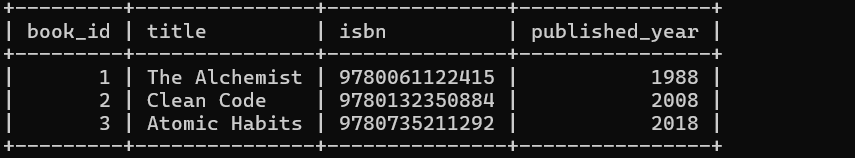 +---------+----------------+---------------+----------------+
| book_id | title          | isbn          | published_year |
+---------+----------------+---------------+----------------+
|       1 | The Alchemist  | 9780061122415 |           1988 |
|       2 | Clean Code     | 9780132350884 |           2008 |
|       3 | Atomic Habits  | 9780735211292 |           2018 |
+---------+----------------+---------------+----------------+